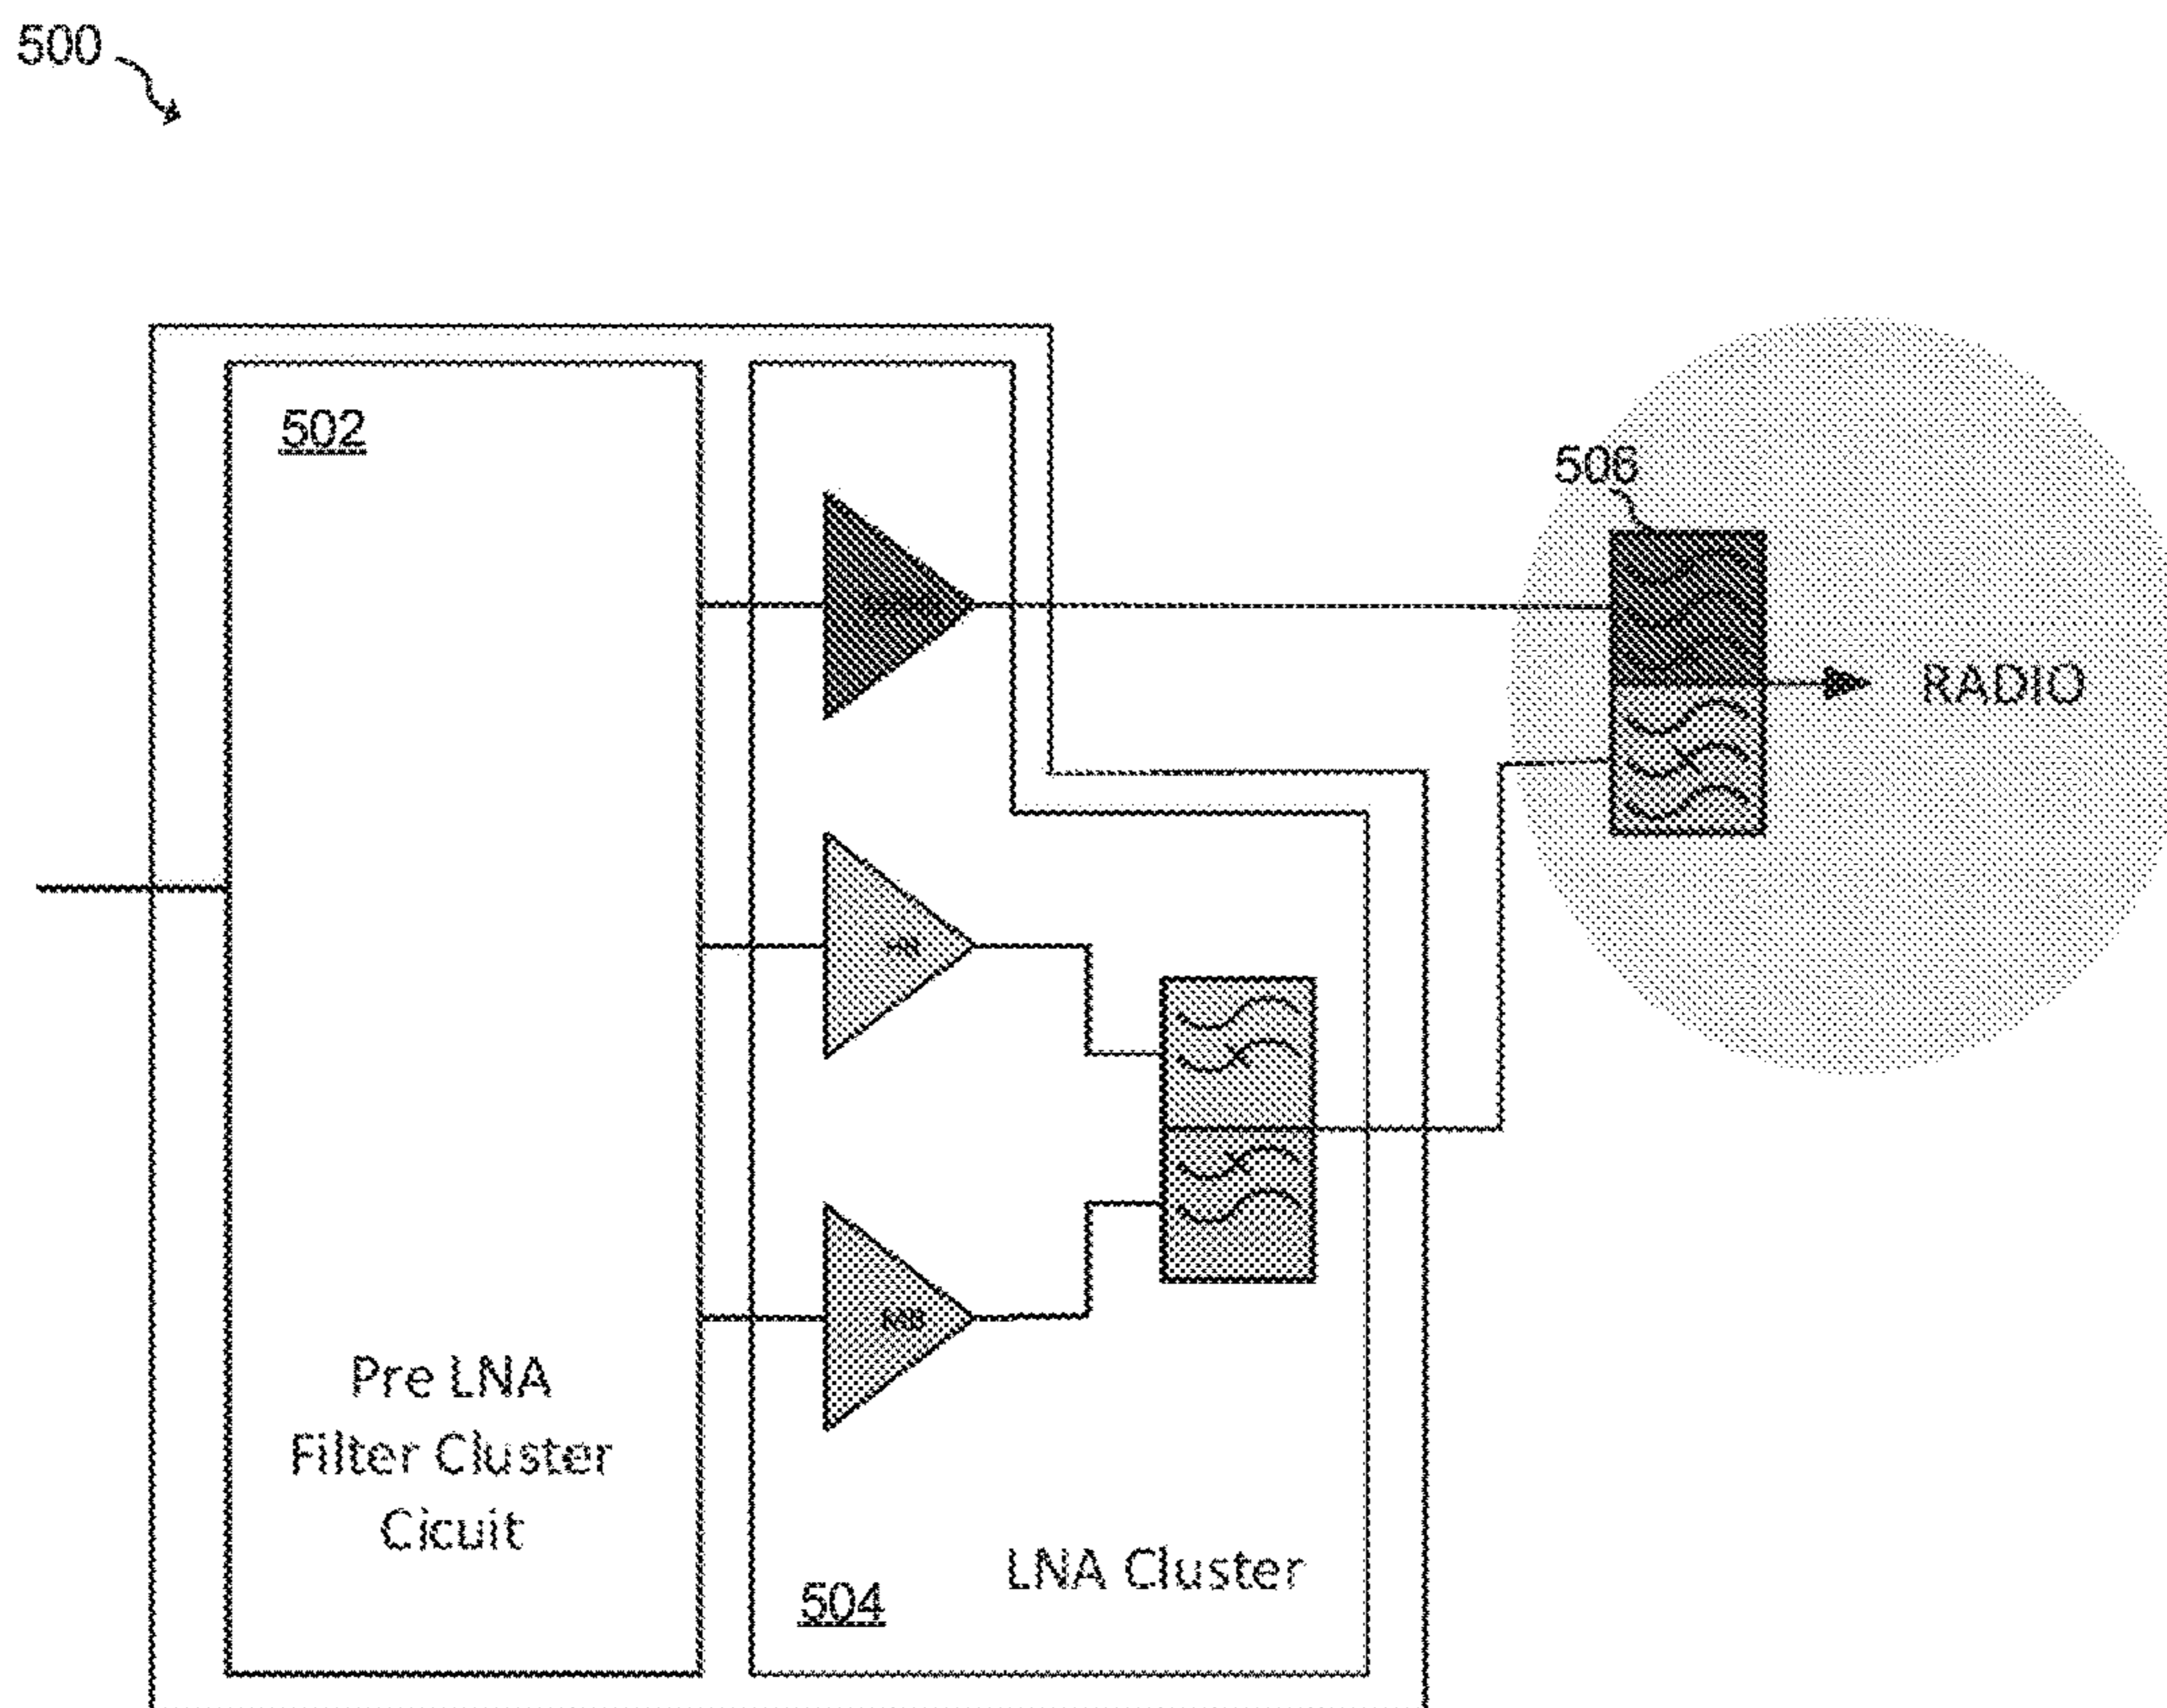 500
502
506
RADIO
Pre LNA
Filter Cluster
Cicuit
LNA Cluster
504